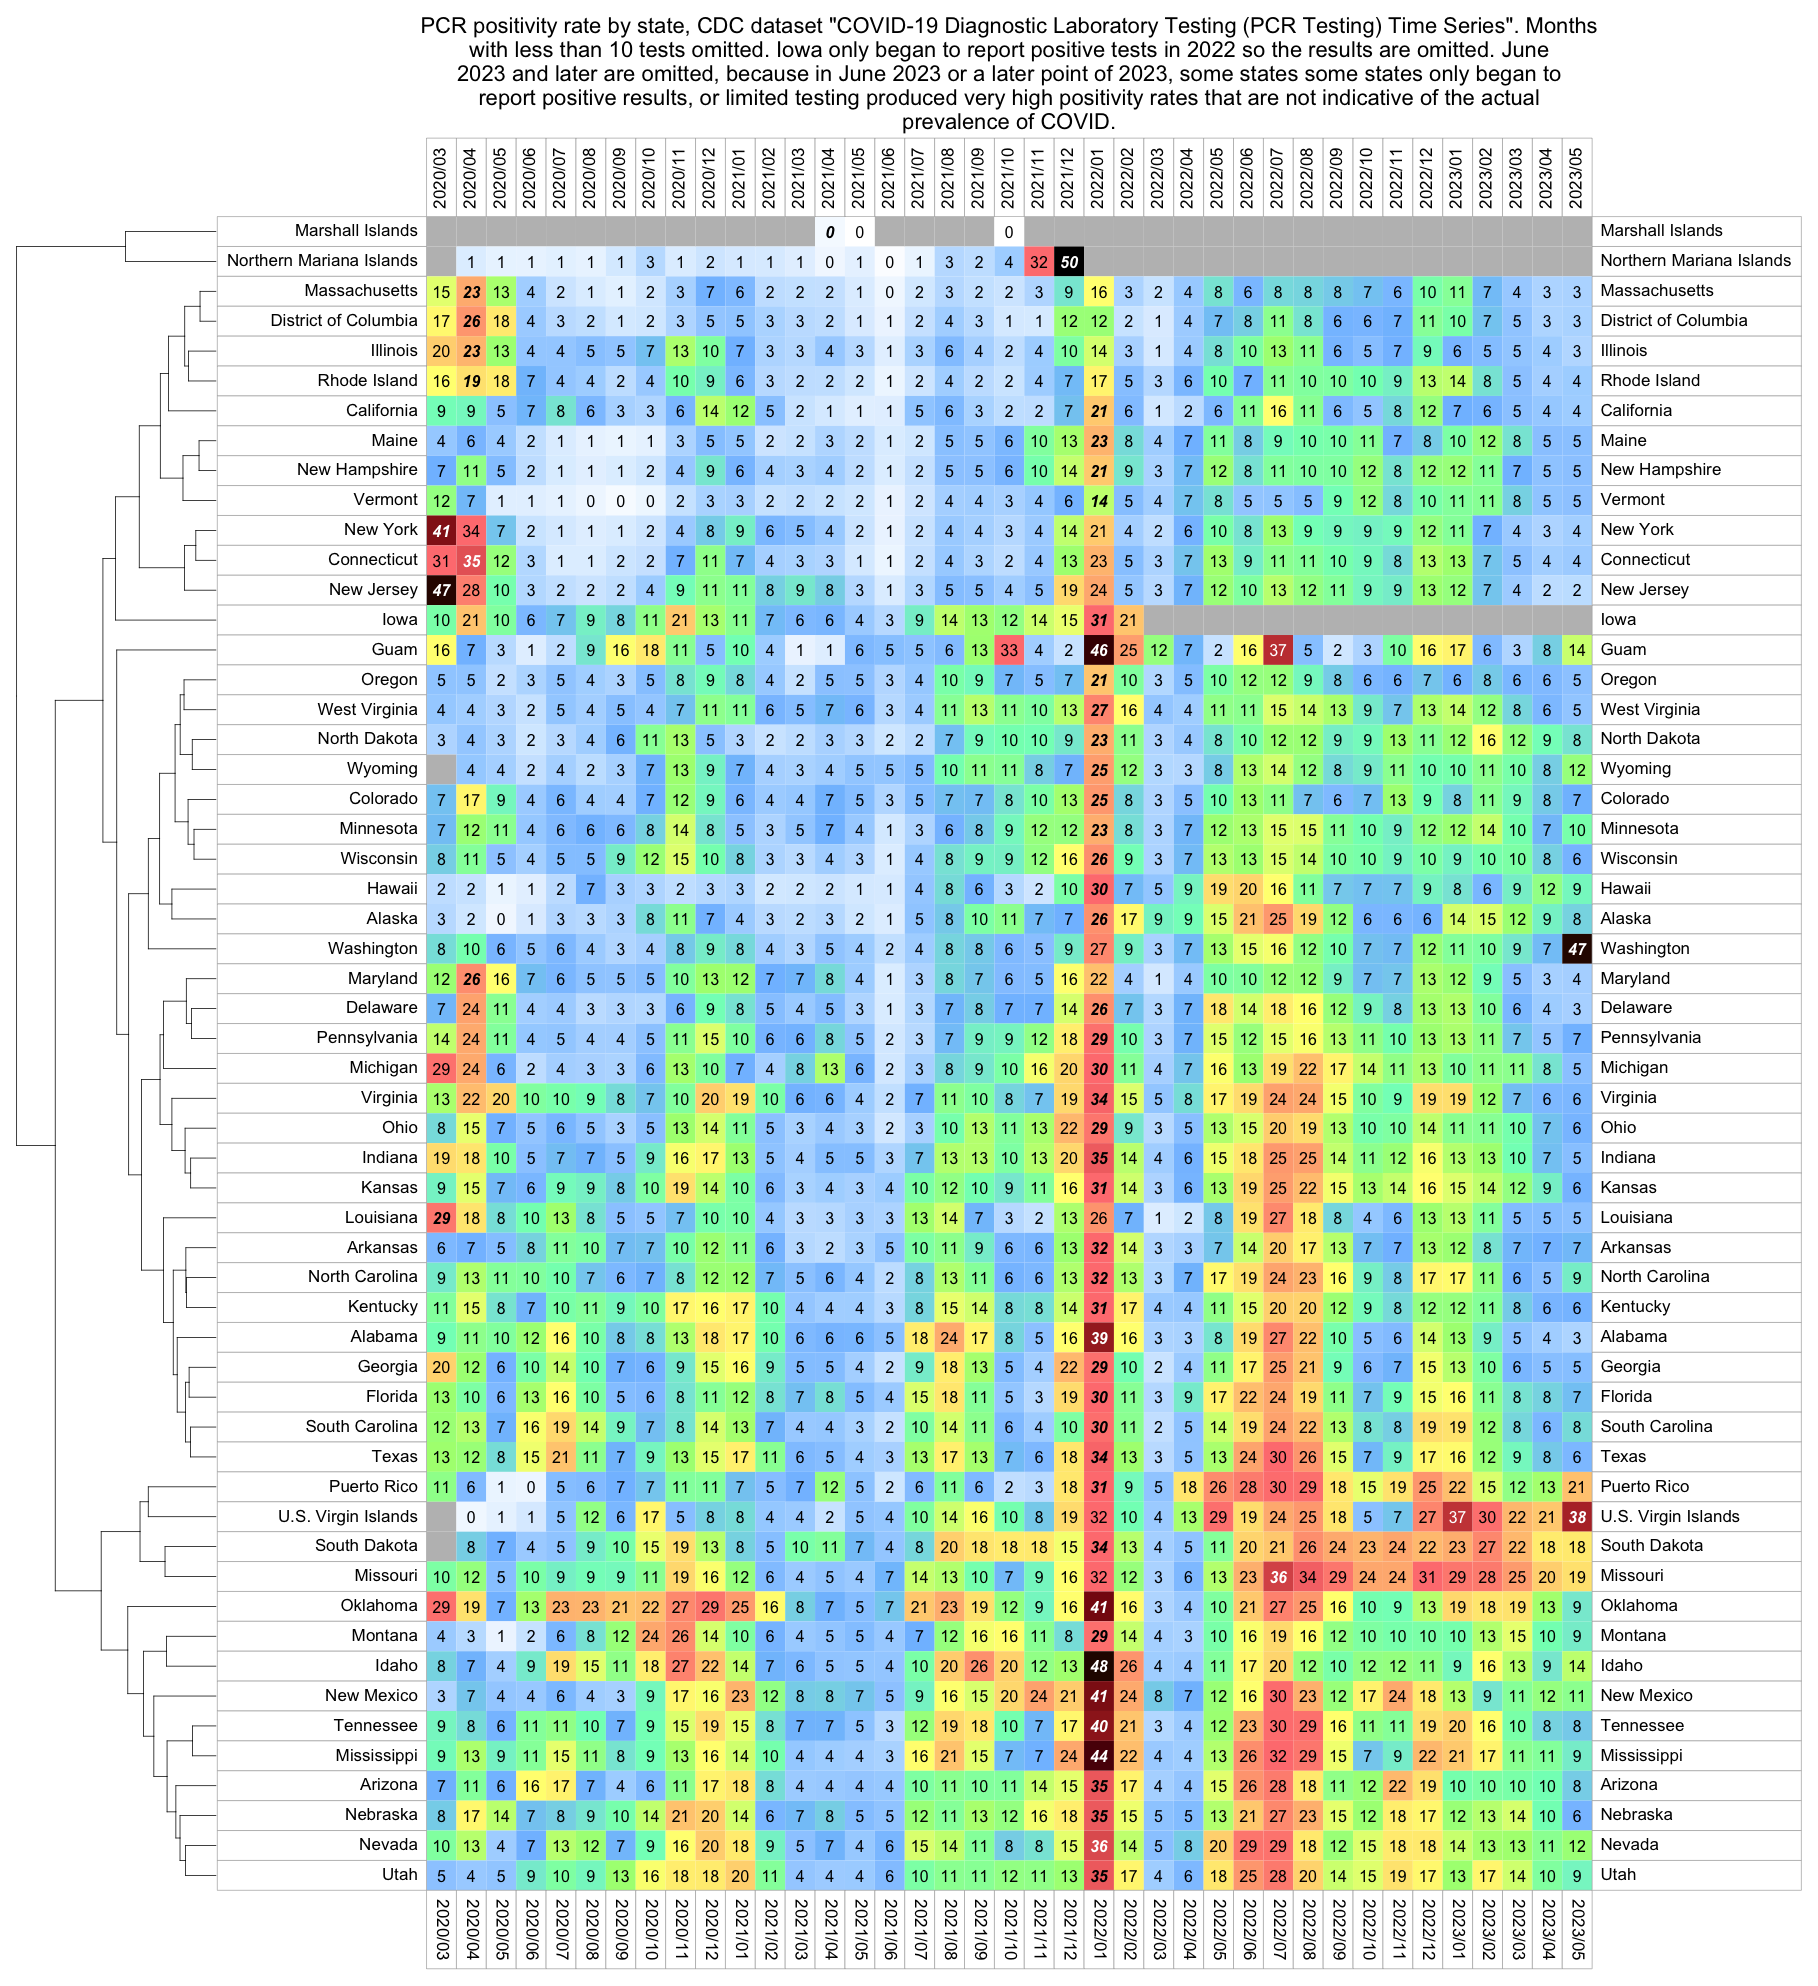 PCR positivity rate by state, CDC dataset "COVID-19 Diagnostic Laboratory Testing (PCR Testing) Time Series". Months
with less than 10 tests omitted. Iowa only began to report positive tests in 2022 so the results are omitted. June
2023 and later are omitted, because in June 2023 or a later point of 2023, some states some states only began to
report positive results, or limited testing produced very high positivity rates that are not indicative of the actual
prevalence of COVID.
2020/03 2020/04 2020/05 2020/06 2020/07 2020/08 2020/09 2020/10 2020/11 2020/12 2021/01 2021/02 2021/03 2021/04 2021/05 2021/06 2021/07 2021/08 2021/09 2021/10 2021/11 2021/12 2022/01 2022/02 2022/03 2022/04 2022/05 2022/06 2022/07 2022/08 2022/09 2022/10 2022/11 2022/12 2023/01 2023/02 2023/03 2023/04 2023/05
Marshall Islands 0 0 0 Marshall Islands
Northern Mariana Islands 1 1 1 1 1 1 3 1 2 1 1 1 0 1 0 1 3 2 4 32 50 Northern Mariana Islands
Massachusetts 15 23 13 4 2 1 1 2 3 7 6 2 2 2 1 0 2 3 2 2 3 9 16 3 2 4 8 6 8 8 8 7 6 10 11 7 4 3 3 Massachusetts
District of Columbia 17 26 18 4 3 2 1 2 3 5 5 3 3 2 1 1 2 4 3 1 1 12 12 2 1 4 7 8 11 8 6 6 7 11 10 7 5 3 3 District of Columbia
Illinois 20 23 13 4 4 5 5 7 13 10 7 3 3 4 3 1 3 6 4 2 4 10 14 3 1 4 8 10 13 11 6 5 7 9 6 5 5 4 3 Illinois
Rhode Island 16 19 18 7 4 4 2 4 10 9 6 3 2 2 2 1 2 4 2 2 4 7 17 5 3 6 10 7 11 10 10 10 9 13 14 8 5 4 4 Rhode Island
California 9 9 5 7 8 6 3 3 6 14 12 5 2 1 1 1 5 6 3 2 2 7 21 6 1 2 6 11 16 11 6 5 8 12 7 6 5 4 4 California
Maine 4 6 4 2 1 1 1 1 3 5 5 2 2 3 2 1 2 5 5 6 10 13 23 8 4 7 11 8 9 10 10 11 7 8 10 12 8 5 5 Maine
New Hampshire 7 11 5 2 1 1 1 2 4 9 6 4 3 4 2 1 2 5 5 6 10 14 21 9 3 7 12 8 11 10 10 12 8 12 12 11 7 5 5 New Hampshire
Vermont 12 7 1 1 1 0 0 0 2 3 3 2 2 2 2 1 2 4 4 3 4 6 14 5 4 7 8 5 5 5 9 12 8 10 11 11 8 5 5 Vermont
New York 41 34 7 2 1 1 1 2 4 8 9 6 5 4 2 1 2 4 4 3 4 14 21 4 2 6 10 8 13 9 9 9 9 12 11 7 4 3 4 New York
Connecticut 31 35 12 3 1 1 2 2 7 11 7 4 3 3 1 1 2 4 3 2 4 13 23 5 3 7 13 9 11 11 10 9 8 13 13 7 5 4 4 Connecticut
New Jersey 47 28 10 3 2 2 2 4 9 11 11 8 9 8 3 1 3 5 5 4 5 19 24 5 3 7 12 10 13 12 11 9 9 13 12 7 4 2 2 New Jersey
Iowa 10 21 10 6 7 9 8 11 21 13 11 7 6 6 4 3 9 14 13 12 14 15 31 21 Iowa
Guam 16 7 3 1 2 9 16 18 11 5 10 4 1 1 6 5 5 6 13 33 4 2 46 25 12 7 2 16 37 5 2 3 10 16 17 6 3 8 14 Guam
Oregon 5 5 2 3 5 4 3 5 8 9 8 4 2 5 5 3 4 10 9 7 5 7 21 10 3 5 10 12 12 9 8 6 6 7 6 8 6 6 5 Oregon
West Virginia 4 4 3 2 5 4 5 4 7 11 11 6 5 7 6 3 4 11 13 11 10 13 27 16 4 4 11 11 15 14 13 9 7 13 14 12 8 6 5 West Virginia
North Dakota 3 4 3 2 3 4 6 11 13 5 3 2 2 3 3 2 2 7 9 10 10 9 23 11 3 4 8 10 12 12 9 9 13 11 12 16 12 9 8 North Dakota
Wyoming 4 4 2 4 2 3 7 13 9 7 4 3 4 5 5 5 10 11 11 8 7 25 12 3 3 8 13 14 12 8 9 11 10 10 11 10 8 12 Wyoming
Colorado 7 17 9 4 6 4 4 7 12 9 6 4 4 7 5 3 5 7 7 8 10 13 25 8 3 5 10 13 11 7 6 7 13 9 8 11 9 8 7 Colorado
Minnesota 7 12 11 4 6 6 6 8 14 8 5 3 5 7 4 1 3 6 8 9 12 12 23 8 3 7 12 13 15 15 11 10 9 12 12 14 10 7 10 Minnesota
Wisconsin 8 11 5 4 5 5 9 12 15 10 8 3 3 4 3 1 4 8 9 9 12 16 26 9 3 7 13 13 15 14 10 10 9 10 9 10 10 8 6 Wisconsin
Hawaii 2 2 1 1 2 7 3 3 2 3 3 2 2 2 1 1 4 8 6 3 2 10 30 7 5 9 19 20 16 11 7 7 7 9 8 6 9 12 9 Hawaii
Alaska 3 2 0 1 3 3 3 8 11 7 4 3 2 3 2 1 5 8 10 11 7 7 26 17 9 9 15 21 25 19 12 6 6 6 14 15 12 9 8 Alaska
Washington 8 10 6 5 6 4 3 4 8 9 8 4 3 5 4 2 4 8 8 6 5 9 27 9 3 7 13 15 16 12 10 7 7 12 11 10 9 7 47 Washington
Maryland 12 26 16 7 6 5 5 5 10 13 12 7 7 8 4 1 3 8 7 6 5 16 22 4 1 4 10 10 12 12 9 7 7 13 12 9 5 3 4 Maryland
Delaware 7 24 11 4 4 3 3 3 6 9 8 5 4 5 3 1 3 7 8 7 7 14 26 7 3 7 18 14 18 16 12 9 8 13 13 10 6 4 3 Delaware
Pennsylvania 14 24 11 4 5 4 4 5 11 15 10 6 6 8 5 2 3 7 9 9 12 18 29 10 3 7 15 12 15 16 13 11 10 13 13 11 7 5 7 Pennsylvania
Michigan 29 24 6 2 4 3 3 6 13 10 7 4 8 13 6 2 3 8 9 10 16 20 30 11 4 7 16 13 19 22 17 14 11 13 10 11 11 8 5 Michigan
Virginia 13 22 20 10 10 9 8 7 10 20 19 10 6 6 4 2 7 11 10 8 7 19 34 15 5 8 17 19 24 24 15 10 9 19 19 12 7 6 6 Virginia
Ohio 8 15 7 5 6 5 3 5 13 14 11 5 3 4 3 2 3 10 13 11 13 22 29 9 3 5 13 15 20 19 13 10 10 14 11 11 10 7 6 Ohio
Indiana 19 18 10 5 7 7 5 9 16 17 13 5 4 5 5 3 7 13 13 10 13 20 35 14 4 6 15 18 25 25 14 11 12 16 13 13 10 7 5 Indiana
Kansas 9 15 7 6 9 9 8 10 19 14 10 6 3 4 3 4 10 12 10 9 11 16 31 14 3 6 13 19 25 22 15 13 14 16 15 14 12 9 6 Kansas
Louisiana 29 18 8 10 13 8 5 5 7 10 10 4 3 3 3 3 13 14 7 3 2 13 26 7 1 2 8 19 27 18 8 4 6 13 13 11 5 5 5 Louisiana
Arkansas 6 7 5 8 11 10 7 7 10 12 11 6 3 2 3 5 10 11 9 6 6 13 32 14 3 3 7 14 20 17 13 7 7 13 12 8 7 7 7 Arkansas
North Carolina 9 13 11 10 10 7 6 7 8 12 12 7 5 6 4 2 8 13 11 6 6 13 32 13 3 7 17 19 24 23 16 9 8 17 17 11 6 5 9 North Carolina
Kentucky 11 15 8 7 10 11 9 10 17 16 17 10 4 4 4 3 8 15 14 8 8 14 31 17 4 4 11 15 20 20 12 9 8 12 12 11 8 6 6 Kentucky
Alabama 9 11 10 12 16 10 8 8 13 18 17 10 6 6 6 5 18 24 17 8 5 16 39 16 3 3 8 19 27 22 10 5 6 14 13 9 5 4 3 Alabama
Georgia 20 12 6 10 14 10 7 6 9 15 16 9 5 5 4 2 9 18 13 5 4 22 29 10 2 4 11 17 25 21 9 6 7 15 13 10 6 5 5 Georgia
Florida 13 10 6 13 16 10 5 6 8 11 12 8 7 8 5 4 15 18 11 5 3 19 30 11 3 9 17 22 24 19 11 7 9 15 16 11 8 8 7 Florida
South Carolina 12 13 7 16 19 14 9 7 8 14 13 7 4 4 3 2 10 14 11 6 4 10 30 11 2 5 14 19 24 22 13 8 8 19 19 12 8 6 8 South Carolina
Texas 13 12 8 15 21 11 7 9 13 15 17 11 6 5 4 3 13 17 13 7 6 18 34 13 3 5 13 24 30 26 15 7 9 17 16 12 9 8 6 Texas
Puerto Rico 11 6 1 0 5 6 7 7 11 11 7 5 7 12 5 2 6 11 6 2 3 18 31 9 5 18 26 28 30 29 18 15 19 25 22 15 12 13 21 Puerto Rico
U.S. Virgin Islands 0 1 1 5 12 6 17 5 8 8 4 4 2 5 4 10 14 16 10 8 19 32 10 4 13 29 19 24 25 18 5 7 27 37 30 22 21 38 U.S. Virgin Islands
South Dakota 8 7 4 5 9 10 15 19 13 8 5 10 11 7 4 8 20 18 18 18 15 34 13 4 5 11 20 21 26 24 23 24 22 23 27 22 18 18 South Dakota
Missouri 10 12 5 10 9 9 9 11 19 16 12 6 4 5 4 7 14 13 10 7 9 16 32 12 3 6 13 23 36 34 29 24 24 31 29 28 25 20 19 Missouri
Oklahoma 29 19 7 13 23 23 21 22 27 29 25 16 8 7 5 7 21 23 19 12 9 16 41 16 3 4 10 21 27 25 16 10 9 13 19 18 19 13 9 Oklahoma
Montana 4 3 1 2 6 8 12 24 26 14 10 6 4 5 5 4 7 12 16 16 11 8 29 14 4 3 10 16 19 16 12 10 10 10 10 13 15 10 9 Montana
Idaho 8 7 4 9 19 15 11 18 27 22 14 7 6 5 5 4 10 20 26 20 12 13 48 26 4 4 11 17 20 12 10 12 12 11 9 16 13 9 14 Idaho
New Mexico 3 7 4 4 6 4 3 9 17 16 23 12 8 8 7 5 9 16 15 20 24 21 41 24 8 7 12 16 30 23 12 17 24 18 13 9 11 12 11 New Mexico
Tennessee 9 8 6 11 11 10 7 9 15 19 15 8 7 7 5 3 12 19 18 10 7 17 40 21 3 4 12 23 30 29 16 11 11 19 20 16 10 8 8 Tennessee
Mississippi 9 13 9 11 15 11 8 9 13 16 14 10 4 4 4 3 16 21 15 7 7 24 44 22 4 4 13 26 32 29 15 7 9 22 21 17 11 11 9 Mississippi
Arizona 7 11 6 16 17 7 4 6 11 17 18 8 4 4 4 4 10 11 10 11 14 15 35 17 4 4 15 26 28 18 11 12 22 19 10 10 10 10 8 Arizona
Nebraska 8 17 14 7 8 9 10 14 21 20 14 6 7 8 5 5 12 11 13 12 16 18 35 15 5 5 13 21 27 23 15 12 18 17 12 13 14 10 6 Nebraska
Nevada 10 13 4 7 13 12 7 9 16 20 18 9 5 7 4 6 15 14 11 8 8 15 36 14 5 8 20 29 29 18 12 15 18 18 14 13 13 11 12 Nevada
Utah 5 4 5 9 10 9 13 16 18 18 20 11 4 4 4 6 10 11 11 12 11 13 35 17 4 6 18 25 28 20 14 15 19 17 13 17 14 10 9 Utah
2020/03 2020/04 2020/05 2020/06 2020/07 2020/08 2020/09 2020/10 2020/11 2020/12 2021/01 2021/02 2021/03 2021/04 2021/05 2021/06 2021/07 2021/08 2021/09 2021/10 2021/11 2021/12 2022/01 2022/02 2022/03 2022/04 2022/05 2022/06 2022/07 2022/08 2022/09 2022/10 2022/11 2022/12 2023/01 2023/02 2023/03 2023/04 2023/05